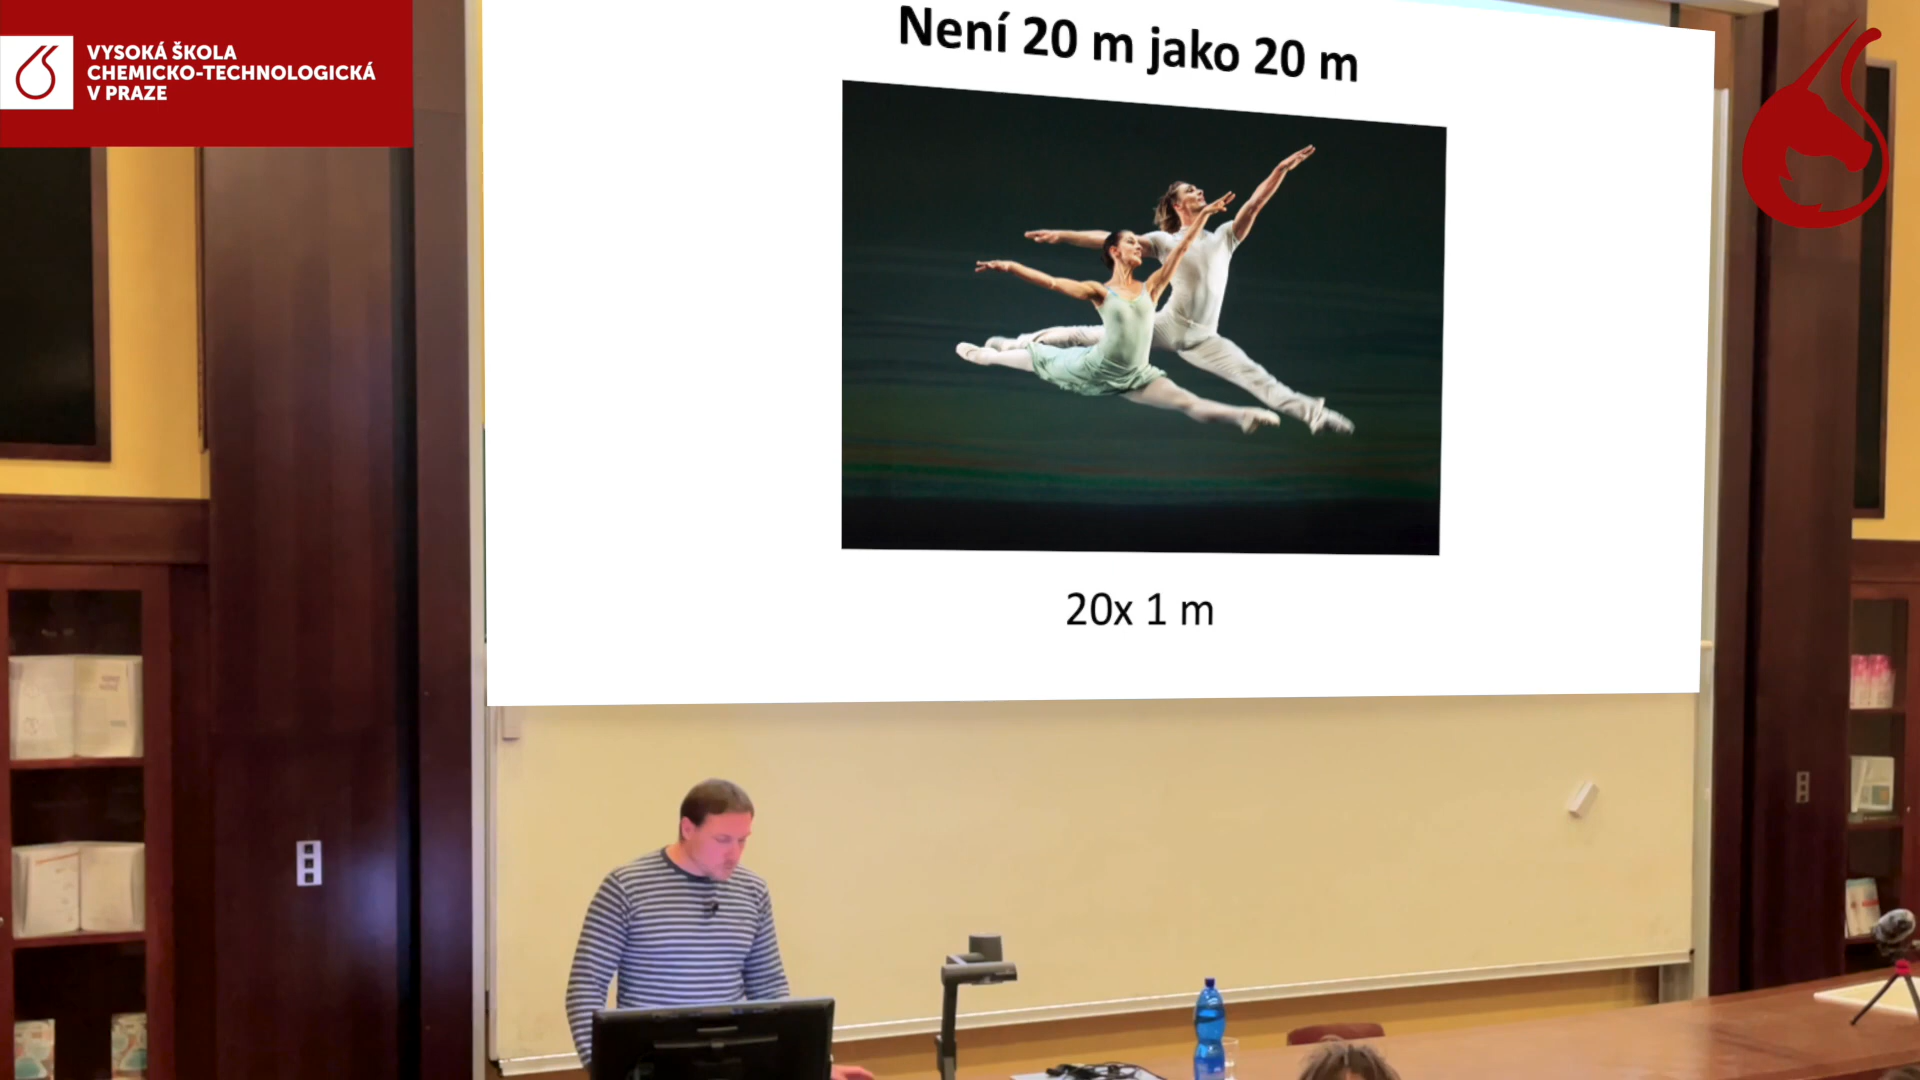 VYSOKÁ ŠKOLA
CHEMICKO-TECHNOLOGICKÁ
V PRAZE
Není 20 m jako 20 m
20x 1 m